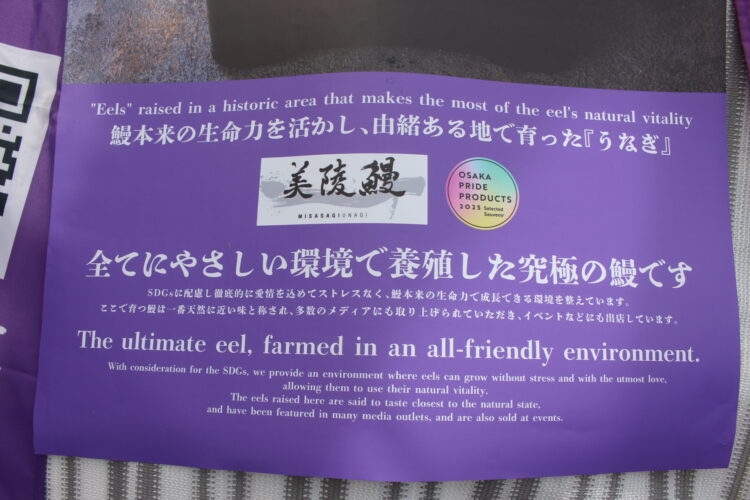 "Eels" raised in a historic area that makes the most of the eel's natural vitality
鰻本来の生命力を活かし、由緒ある地で育った『うなぎ』
美陵鰻
MISASAGIUNAGI
OSAKA
PRIDE
PRODUCTS
2025 Selected
Souvenir
全てにやさしい環境で養殖した究極の鰻です
SDGsに配慮し徹底的に愛情を込めてストレスなく、鰻本来の生命力で成長できる環境を整えています。
ここで育つ鰻は一番天然に近い味と称され、多数のメディアにも取り上げられていただき、イベントなどにも出店しています。
The ultimate eel, farmed in an all-friendly environment.
With consideration for the SDGs, we provide an environment where eels can grow without stress and with the utmost love,
allowing them to use their natural vitality.
The eels raised here are said to taste closest to the natural state,
and have been featured in many media outlets, and are also sold at events.